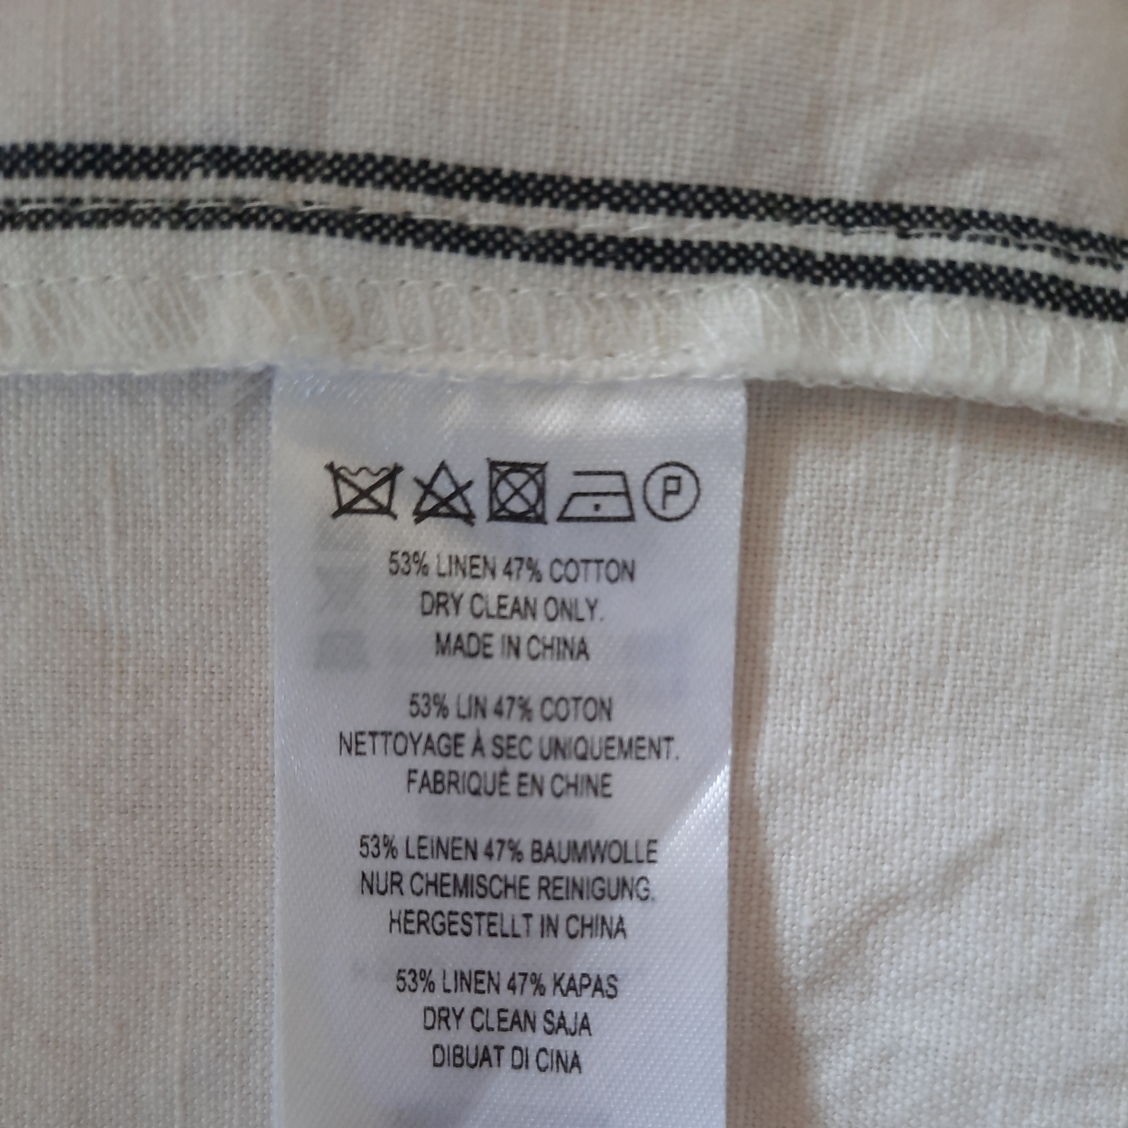 P
53% LINEN 47% COTTON
DRY CLEAN ONLY.
MADE IN CHINA
53% LIN 47% COTON
NETTOYAGE À SEC UNIQUEMENT.
FABRIQUÉ EN CHINE
53% LEINEN 47% BAUMWOLLE
NUR CHEMISCHE REINIGUNG.
HERGESTELLT IN CHINA
53% LINEN 47% KAPAS
DRY CLEAN SAJA
DIBUAT DI CINA